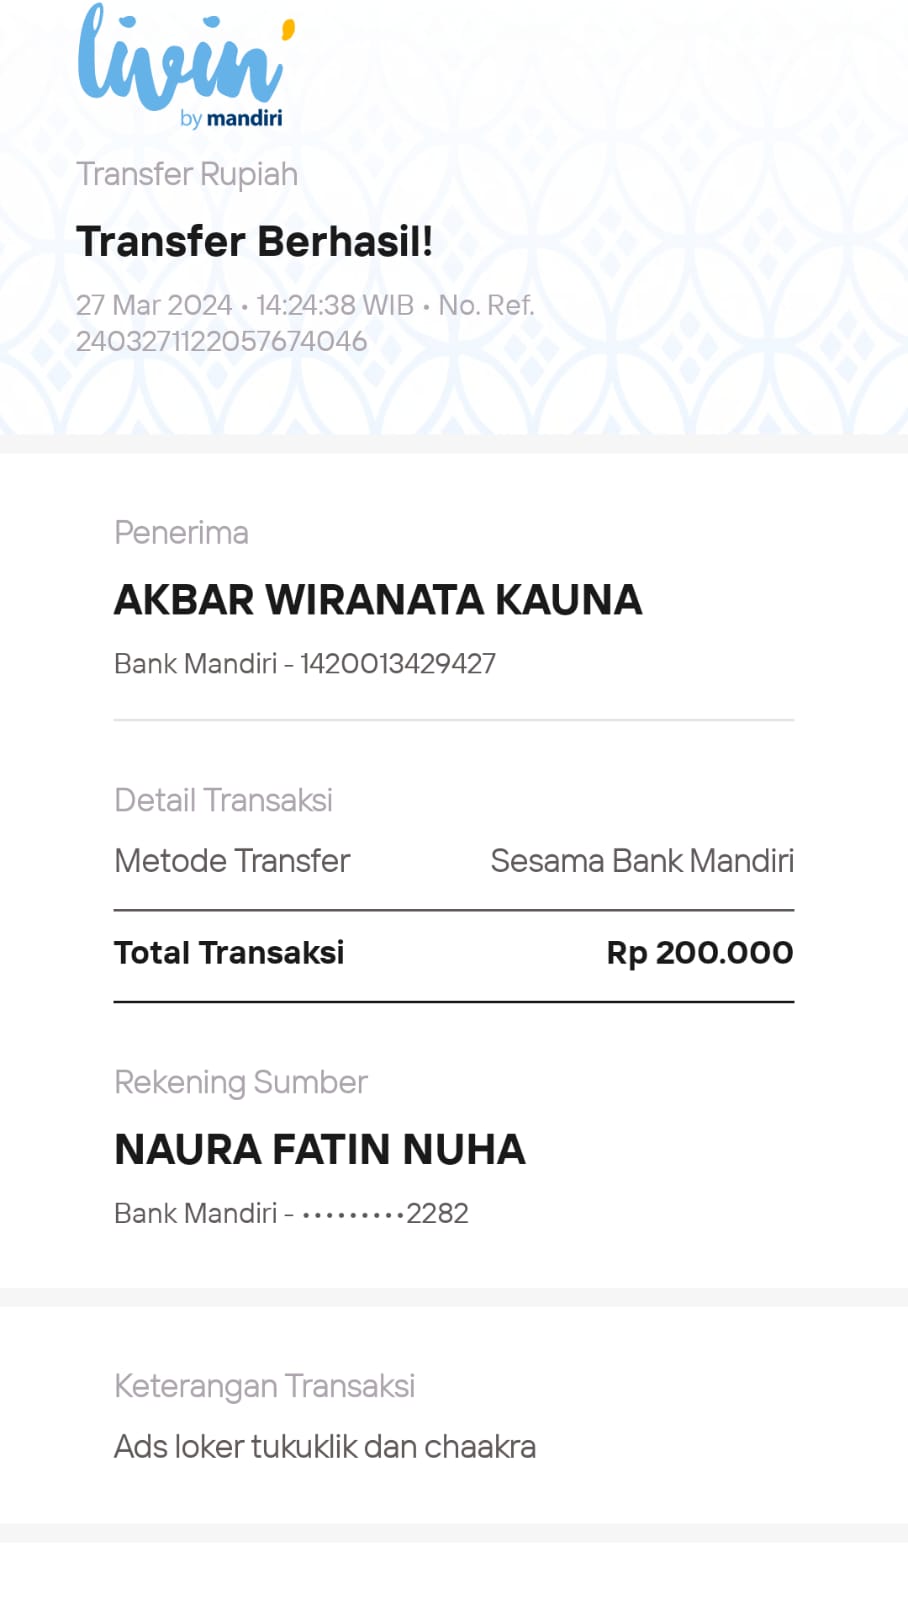 livin'
by mandiri
Transfer Rupiah
Transfer Berhasil!
27 Mar 2024 • 14:24:38 WIB • No. Ref.
2403271122057674046
Penerima
AKBAR WIRANATA KAUNA
Bank Mandiri - 1420013429427
Detail Transaksi
Metode Transfer Sesama Bank Mandiri
Total Transaksi Rp 200.000
Rekening Sumber
NAURA FATIN NUHA
Bank Mandiri - •••••••••2282
Keterangan Transaksi
Ads loker tukuklik dan chaakra